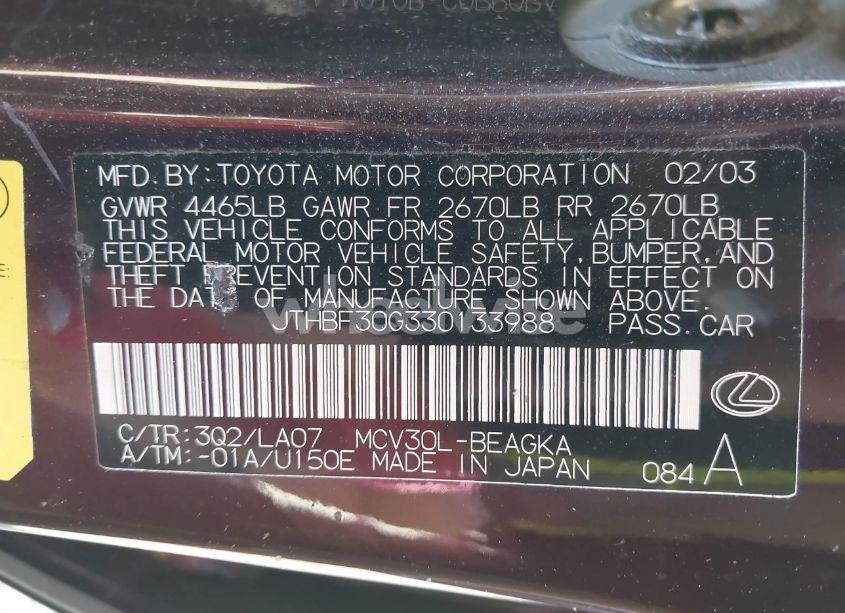 MFD.BY:TOYOTA MOTOR CORPORATION 02/03
GVWR 4465LB GAWR FR 2670LB RR 2670LB
THIS VEHICLE CONFORMS TO ALL APPLICABLE
FEDERAL MOTOR VEHICLE SAFETY,BUMPER,AND
THEFT PREVENTION STANDARDS IN EFFECT ON
THE DATE OF MANUFACTURE SHOWN ABOVE.
JTHBF30G330133988 PASS.CAR
C/TR:3Q2/LA07 MCV30L-BEAGKA
A/TM:-01A/U150E MADE IN JAPAN 084 A